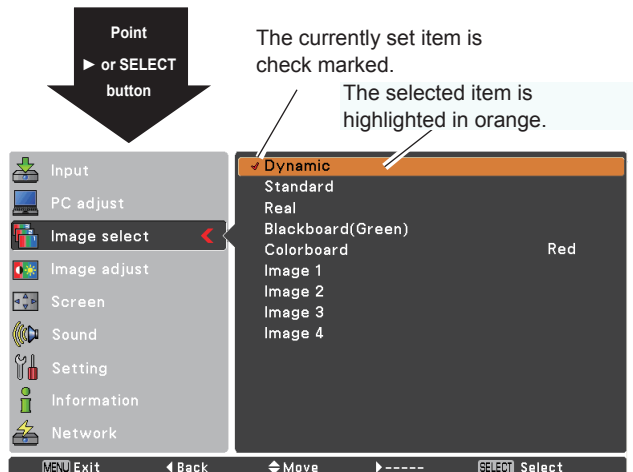 Point
► or SELECT
button
The currently set item is
check marked.
The selected item is
highlighted in orange.
Input
PC adjust
Image select
Image adjust
Screen
Sound
Setting
Information
Network
Dynamic
Standard
Real
Blackboard(Green)
Colorboard Red
Image 1
Image 2
Image 3
Image 4
MENU Exit ◄Back ⬍Move ►----- SELECT Select